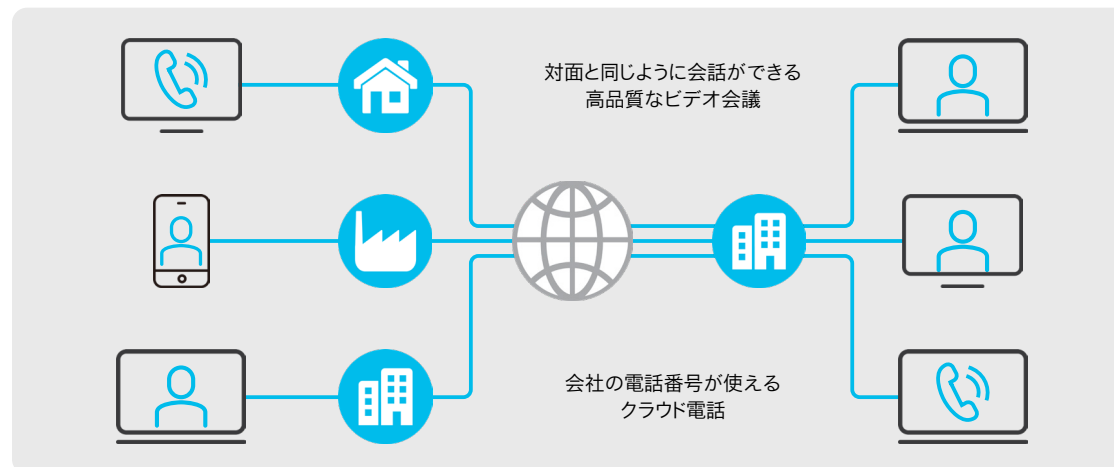 対面と同じように会話ができる
高品質なビデオ会議
会社の電話番号が使える
クラウド電話